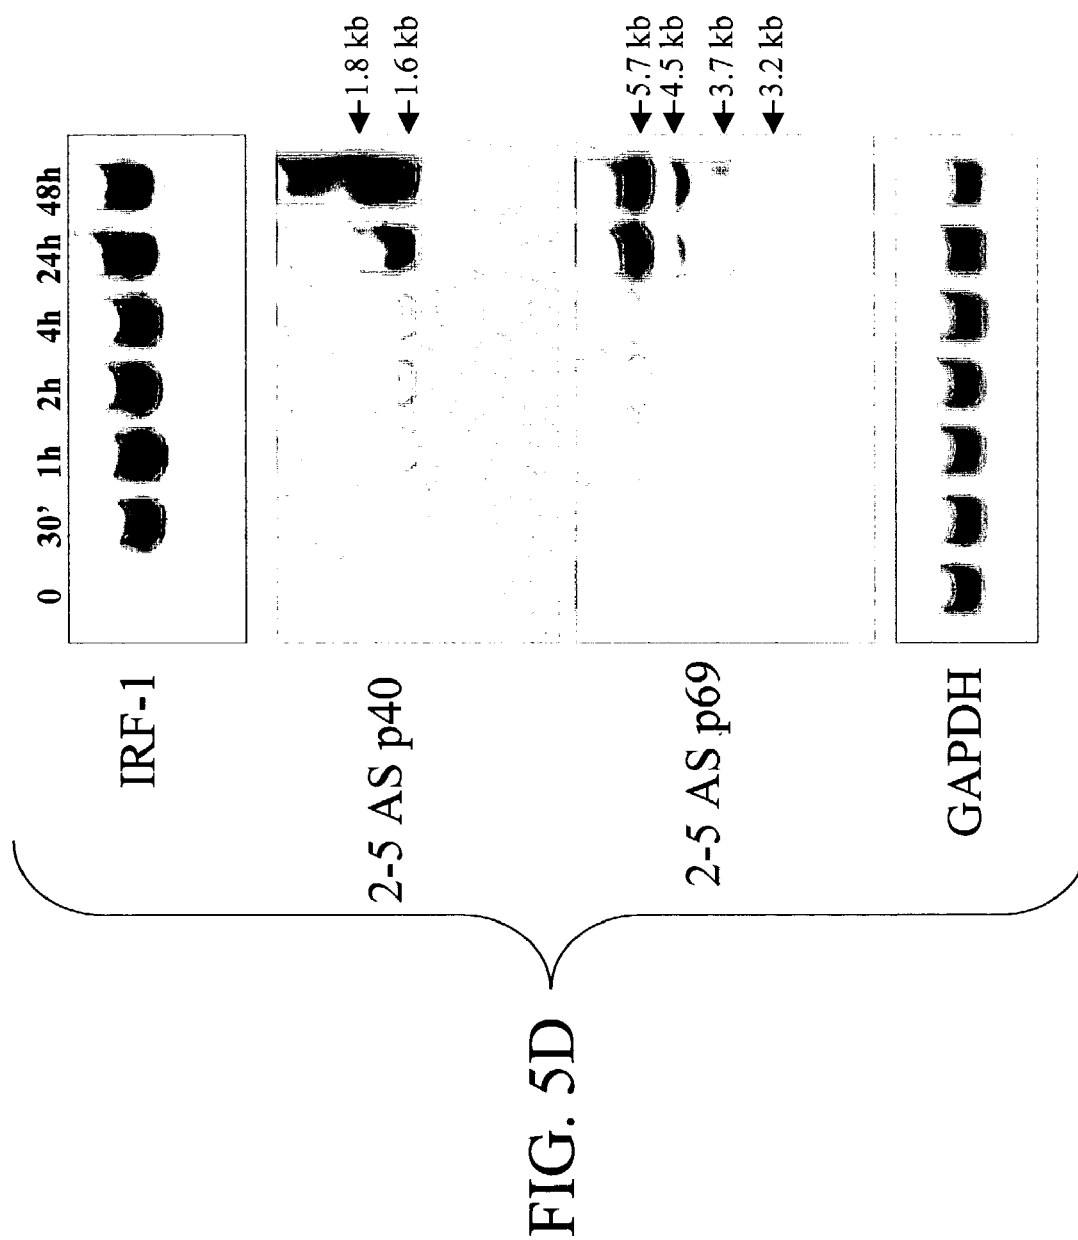 0 30' 1h 2h 4h 24h 48h
IRF-1
2-5 AS p40
1.8 kb
1.6 kb
2-5 AS p69
5.7 kb
4.5 kb
3.7 kb
3.2 kb
GAPDH
FIG. 5D